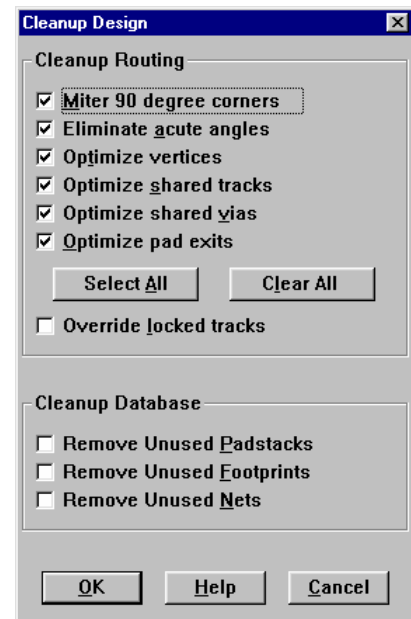 Cleanup Design
Cleanup Routing
Miter 90 degree corners
Eliminate acute angles
Optimize vertices
Optimize shared tracks
Optimize shared vias
Optimize pad exits
Select All Clear All
Override locked tracks
Cleanup Database
Remove Unused Padstacks
Remove Unused Footprints
Remove Unused Nets
OK Help Cancel